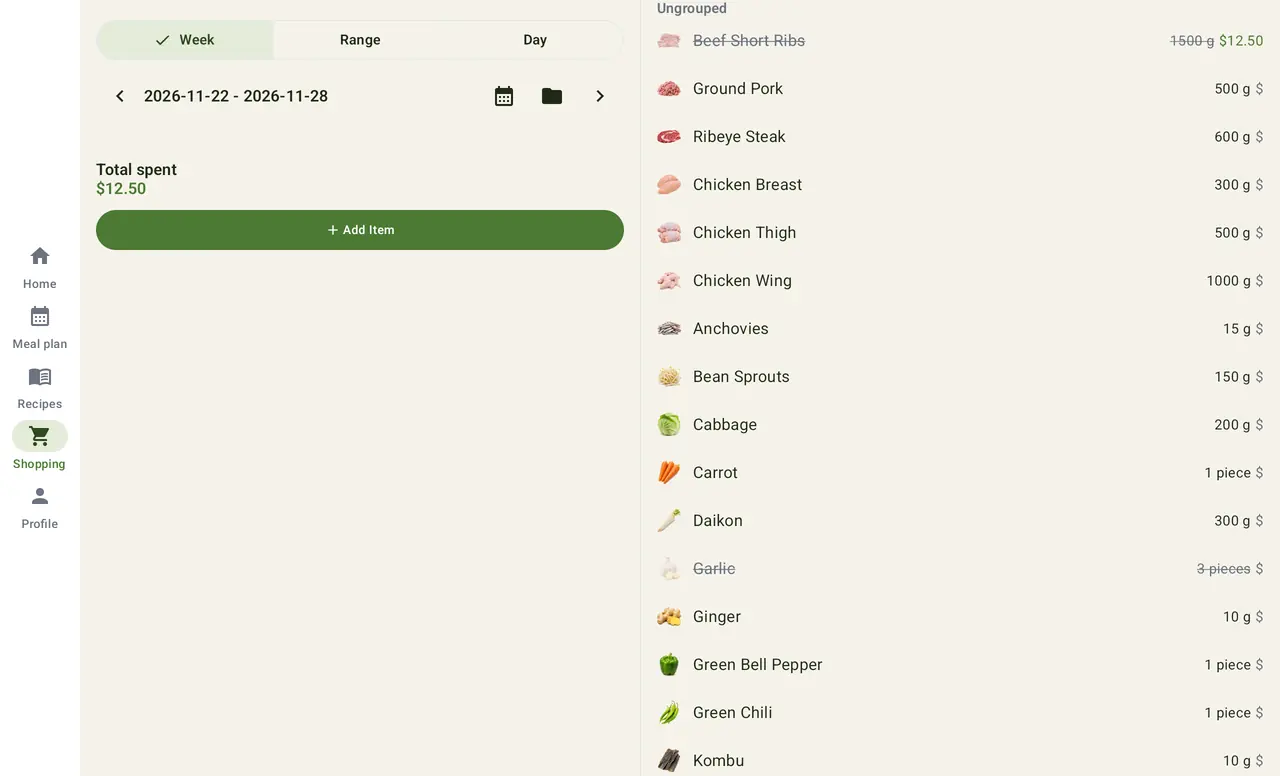 Home
Meal plan
Recipes
Shopping
Profile
Week
Range
Day
2026-11-22 - 2026-11-28
Total spent
$12.50
+ Add Item
Ungrouped
Beef Short Ribs 1500 g $12.50
Ground Pork 500 g $
Ribeye Steak 600 g $
Chicken Breast 300 g $
Chicken Thigh 500 g $
Chicken Wing 1000 g $
Anchovies 15 g $
Bean Sprouts 150 g $
Cabbage 200 g $
Carrot 1 piece $
Daikon 300 g $
Garlic 3 pieces $
Ginger 10 g $
Green Bell Pepper 1 piece $
Green Chili 1 piece $
Kombu 10 g $